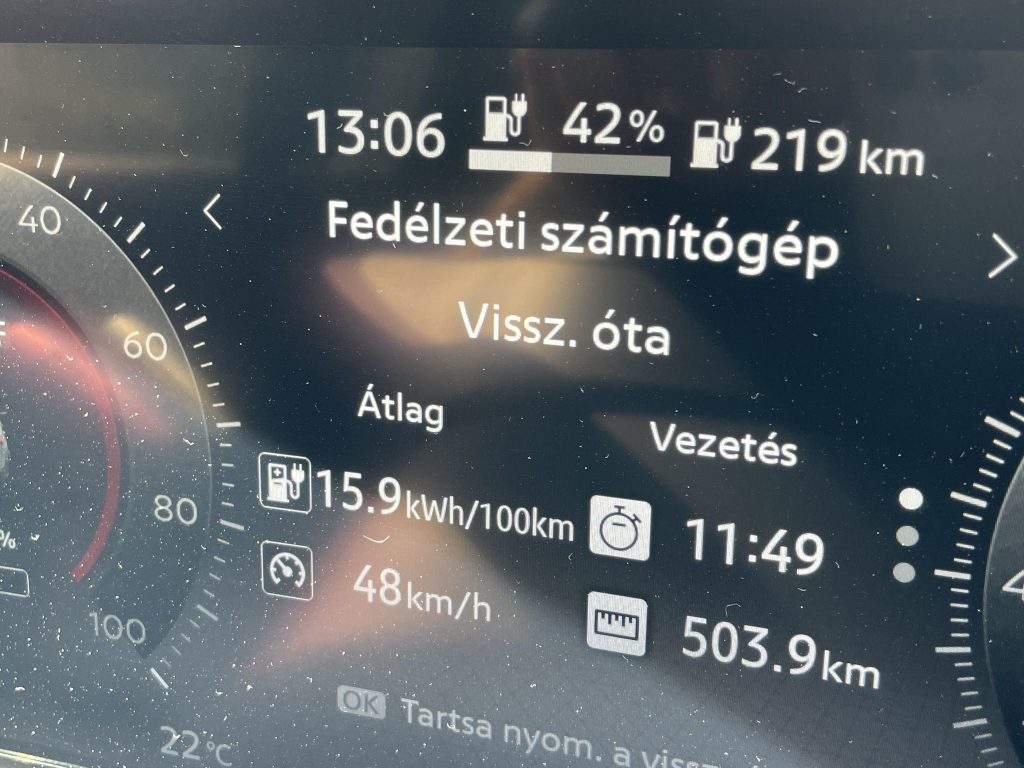 13:06 42% 219 km
Fedélzeti számítógép
Vissz. óta
Átlag Vezetés
15.9 kWh/100km 11:49
48 km/h 503.9 km
OK Tartsa nyom. a
22°C
40
60
80
100
%